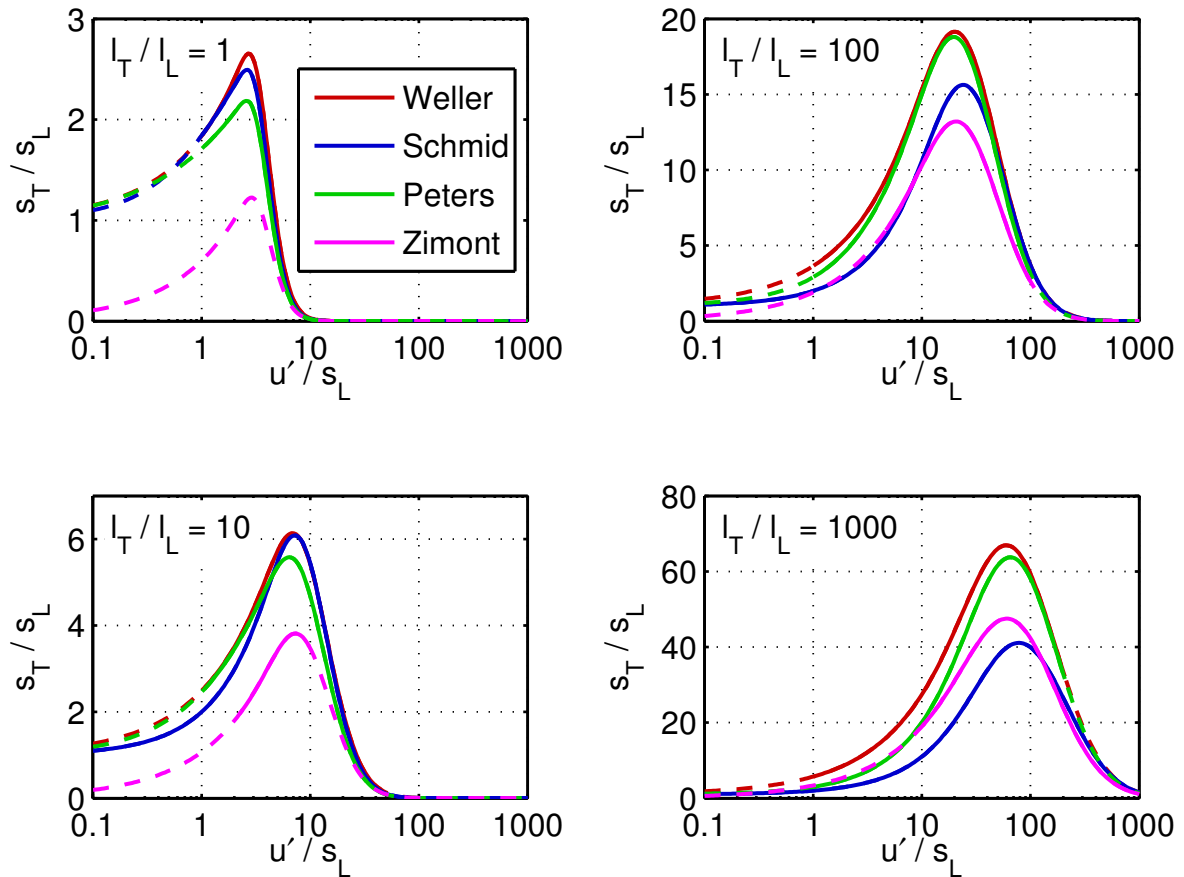 l_T / l_L = 1
s_T / s_L
3
2
1
0
0.1 1 10 100 1000
u′ / s_L
Weller
Schmid
Peters
Zimont
l_T / l_L = 100
s_T / s_L
20
15
10
5
0
0.1 1 10 100 1000
u′ / s_L
l_T / l_L = 10
s_T / s_L
6
4
2
0
0.1 1 10 100 1000
u′ / s_L
l_T / l_L = 1000
s_T / s_L
80
60
40
20
0
0.1 1 10 100 1000
u′ / s_L